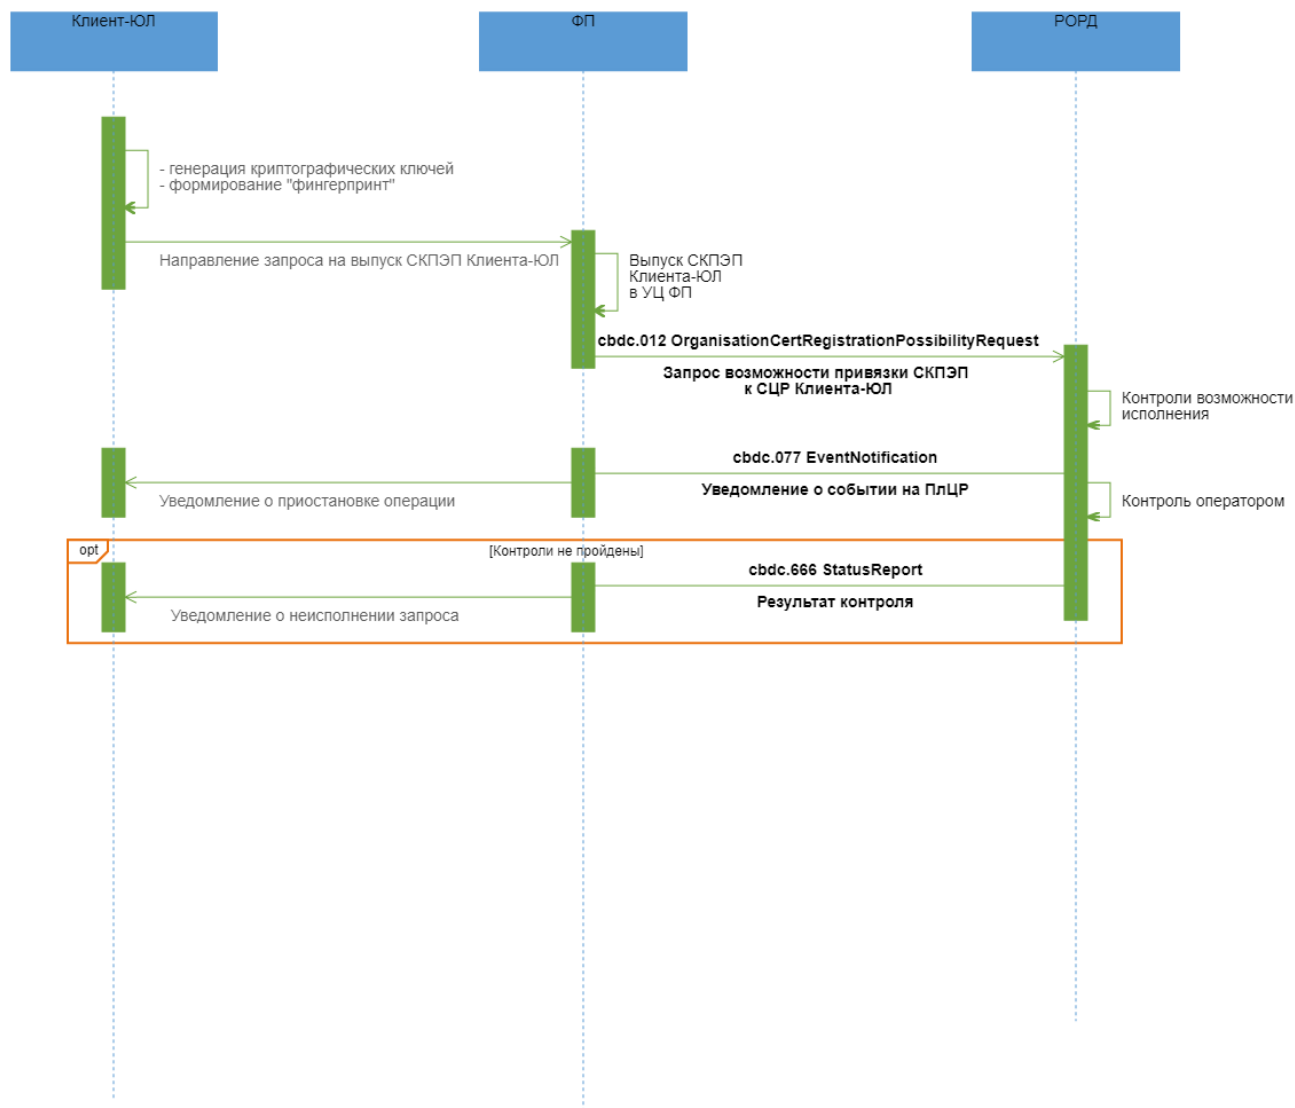 Клиент-ЮЛ
ФП
РОРД
- генерация криптографических ключей
- формирование "фингерпринт"
Направление запроса на выпуск СКПЭП Клиента-ЮЛ
Выпуск СКПЭП
Клиента-ЮЛ
в УЦ ФП
cbdc.012 OrganisationCertRegistrationPossibilityRequest
Запрос возможности привязки СКПЭП
к СЦР Клиента-ЮЛ
Контроли возможности
исполнения
cbdc.077 EventNotification
Уведомление о событии на ПлЦР
Уведомление о приостановке операции
Контроль оператором
opt
[Контроли не пройдены]
cbdc.666 StatusReport
Результат контроля
Уведомление о неисполнении запроса